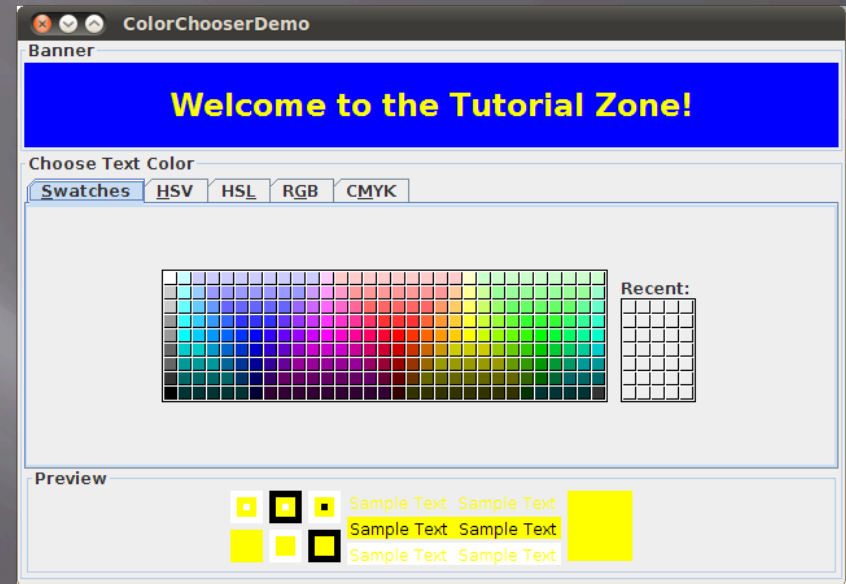 ColorChooserDemo
Banner
Welcome to the Tutorial Zone!
Choose Text Color
Swatches HSV HSL RGB CMYK
Recent:
Preview
Sample Text Sample Text
Sample Text Sample Text
Sample Text Sample Text